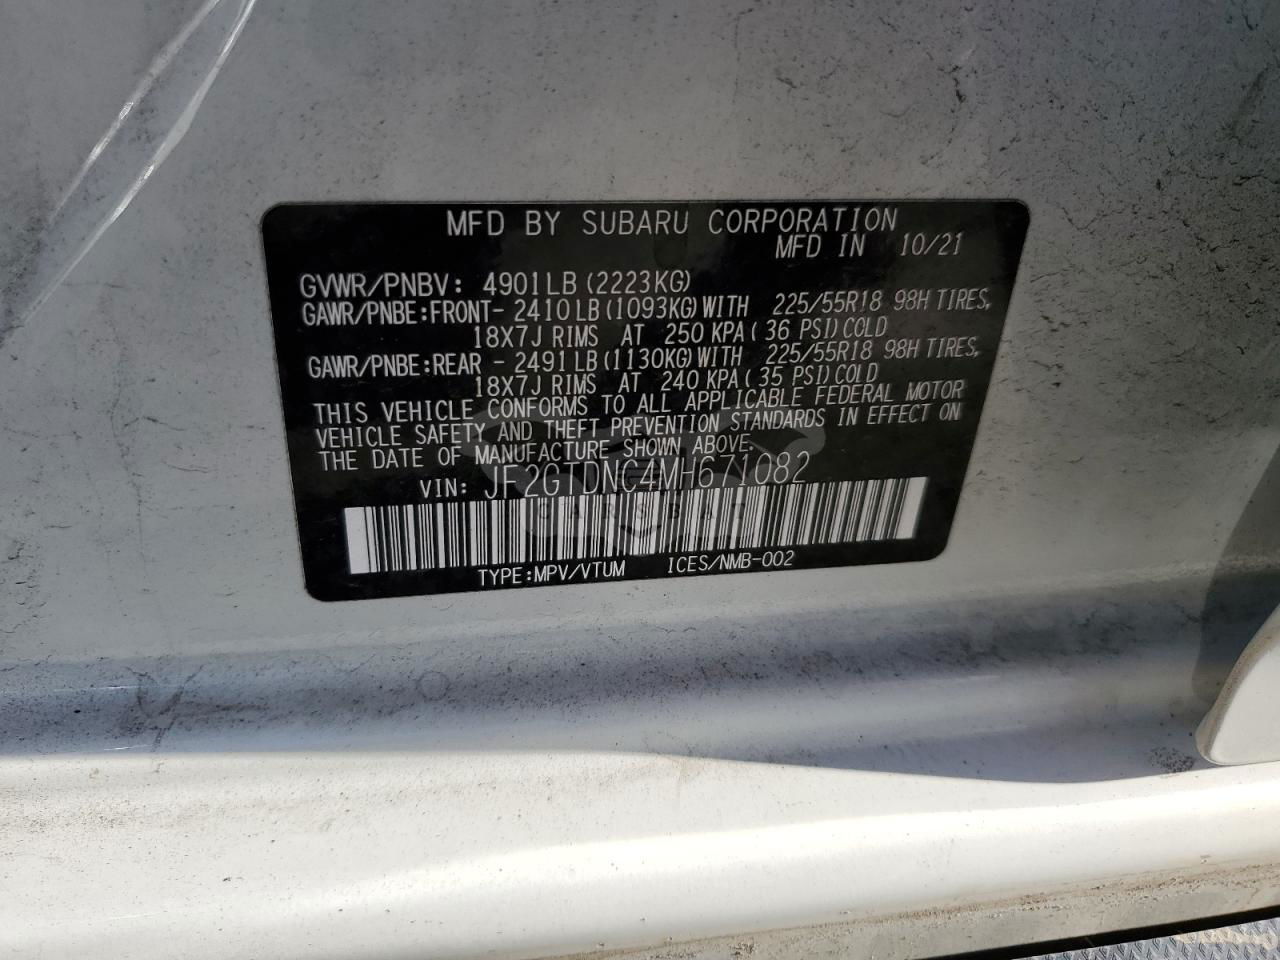 MFD BY SUBARU CORPORATION
MFD IN 10/21
GVWR/PNBV: 4901LB (2223KG)
GAWR/PNBE:FRONT- 2410LB (1093KG) WITH 225/55R18 98H TIRES,
18X7J RIMS AT 250 KPA ( 36 PSI) COLD
GAWR/PNBE:REAR - 2491LB (1130KG) WITH 225/55R18 98H TIRES,
18X7J RIMS AT 240 KPA ( 35 PSI) COLD
THIS VEHICLE CONFORMS TO ALL APPLICABLE FEDERAL MOTOR
VEHICLE SAFETY AND THEFT PREVENTION STANDARDS IN EFFECT ON
THE DATE OF MANUFACTURE SHOWN ABOVE.
VIN: JF2GTDNC4MH671082
CARSBAT
TYPE:MPV/VTUM ICES/NMB-002